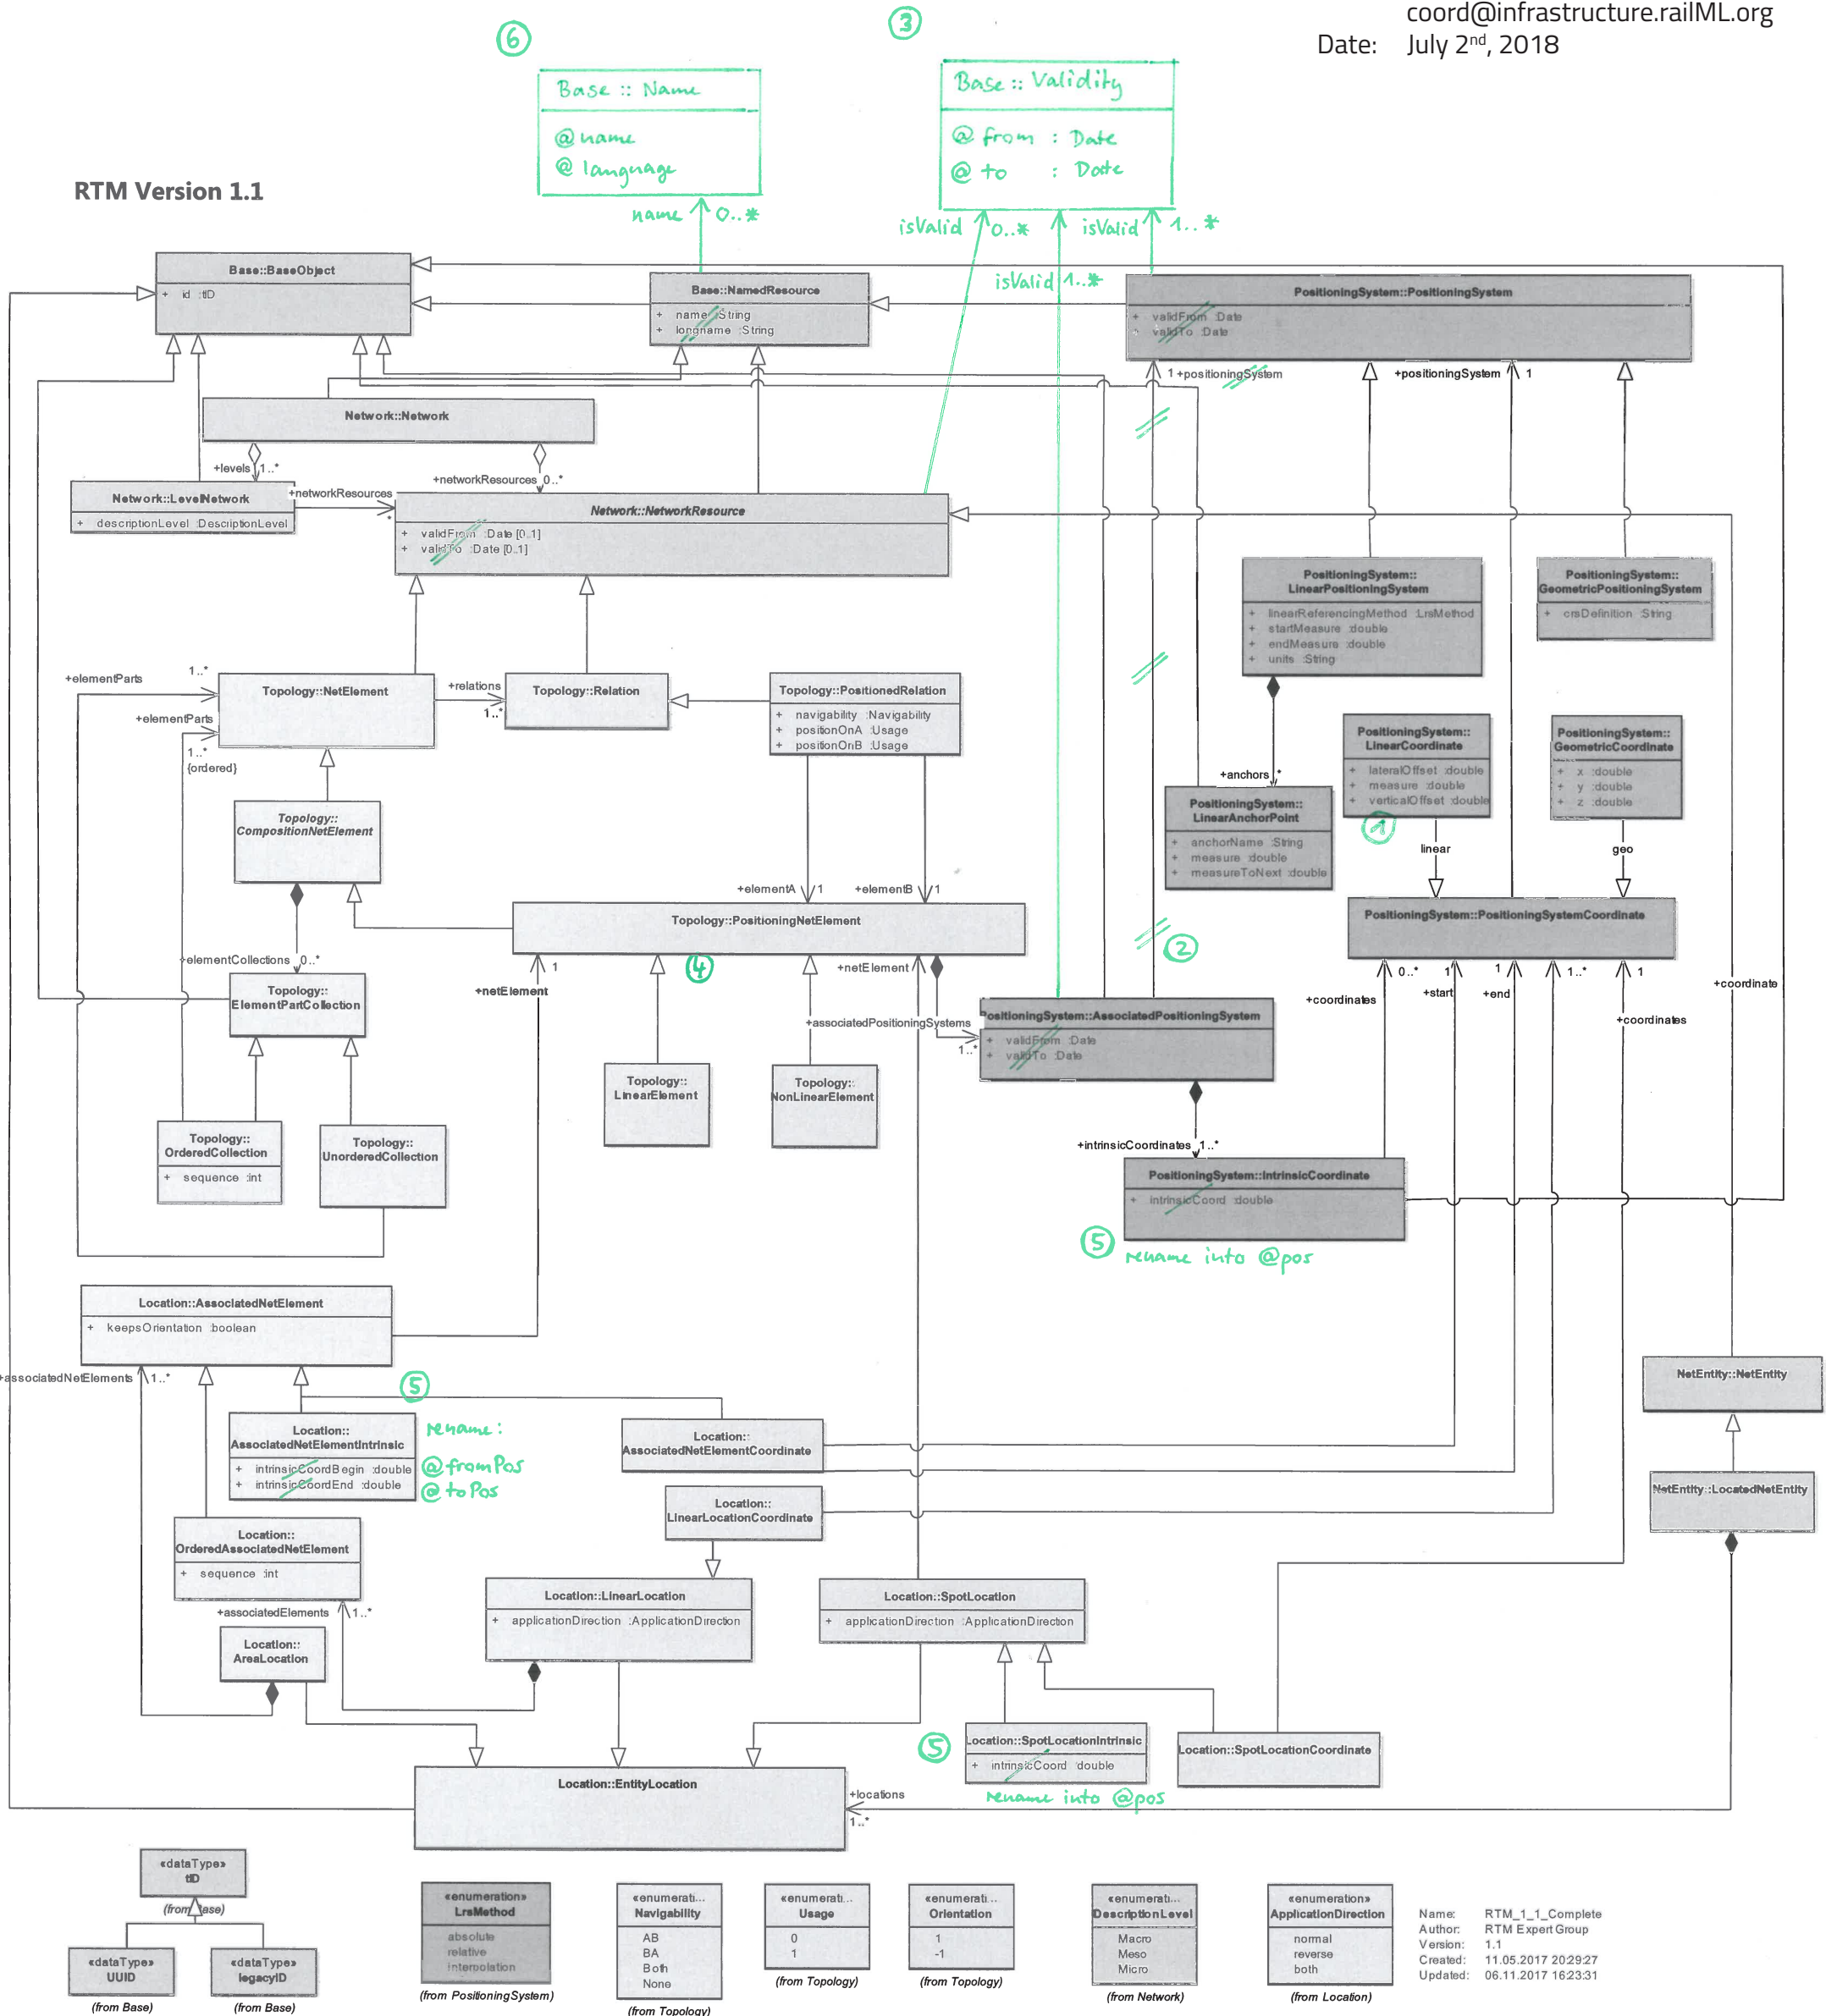 coord@infrastructure.railML.org
Date: July 2nd, 2018
⑥
③
Base :: Name
@ name
@ language
Base :: Validity
@ from : Date
@ to : Date
RTM Version 1.1
name 0..*
isValid 0..*
isValid 1..*
isValid 1..*
Base::BaseObject
+ id :tID
Base::NamedResource
+ name :String
+ longname :String
PositioningSystem::PositioningSystem
+ validFrom :Date
+ validTo :Date
1 +positioningSystem
+positioningSystem 1
Network::Network
+levels 1..*
+networkResources 0..*
Network::LevelNetwork
+ descriptionLevel :DescriptionLevel
+networkResources
*
Network::NetworkResource
+ validFrom :Date [0..1]
+ validTo :Date [0..1]
PositioningSystem::
LinearPositioningSystem
+ linearReferencingMethod :LrsMethod
+ startMeasure :double
+ endMeasure :double
+ units :String
PositioningSystem::
GeometricPositioningSystem
+ crsDefinition :String
+elementParts
1..*
Topology::NetElement
+relations
1..*
Topology::Relation
Topology::PositionedRelation
+ navigability :Navigability
+ positionOnA :Usage
+ positionOnB :Usage
+elementParts
1..*
{ordered}
PositioningSystem::
LinearCoordinate
+ lateralOffset :double
+ measure :double
+ verticalOffset :double
①
PositioningSystem::
GeometricCoordinate
+ x :double
+ y :double
+ z :double
+anchors *
PositioningSystem::
LinearAnchorPoint
+ anchorName :String
+ measure :double
+ measureToNext :double
Topology::
CompositionNetElement
linear
geo
+elementA 1
+elementB 1
Topology::PositioningNetElement
PositioningSystem::PositioningSystemCoordinate
②
④
+elementCollections 0..*
1
+netElement
+netElement
Topology::
ElementPartCollection
+associatedPositioningSystems
1..*
PositioningSystem::AssociatedPositioningSystem
+ validFrom :Date
+ validTo :Date
+coordinates
0..*
1
+start
1
+end
1..*
1
+coordinates
+coordinate
Topology::
LinearElement
Topology::
NonLinearElement
Topology::
OrderedCollection
+ sequence :int
Topology::
UnorderedCollection
+intrinsicCoordinates 1..*
PositioningSystem::IntrinsicCoordinate
+ intrinsicCoord :double
⑤ rename into @pos
Location::AssociatedNetElement
+ keepsOrientation :boolean
+associatedNetElements 1..*
⑤
NetEntity::NetEntity
Location::
AssociatedNetElementIntrinsic
+ intrinsicCoordBegin :double
+ intrinsicCoordEnd :double
rename:
@ fromPos
@ toPos
Location::
AssociatedNetElementCoordinate
NetEntity::LocatedNetEntity
Location::
LinearLocationCoordinate
Location::
OrderedAssociatedNetElement
+ sequence :int
+associatedElements 1..*
Location::LinearLocation
+ applicationDirection :ApplicationDirection
Location::SpotLocation
+ applicationDirection :ApplicationDirection
Location::
AreaLocation
⑤
Location::SpotLocationIntrinsic
+ intrinsicCoord :double
rename into @pos
Location::SpotLocationCoordinate
Location::EntityLocation
+locations
1..*
«dataType»
tID
(from Base)
«dataType»
UUID
(from Base)
«dataType»
legacyID
(from Base)
«enumeration»
LrsMethod
absolute
relative
interpolation
(from PositioningSystem)
«enumerati...
Navigability
AB
BA
Both
None
(from Topology)
«enumerati...
Usage
0
1
(from Topology)
«enumerati...
Orientation
1
-1
(from Topology)
«enumerati...
DescriptionLevel
Macro
Meso
Micro
(from Network)
«enumeration»
ApplicationDirection
normal
reverse
both
(from Location)
Name: RTM_1_1_Complete
Author: RTM Expert Group
Version: 1.1
Created: 11.05.2017 20:29:27
Updated: 06.11.2017 16:23:31